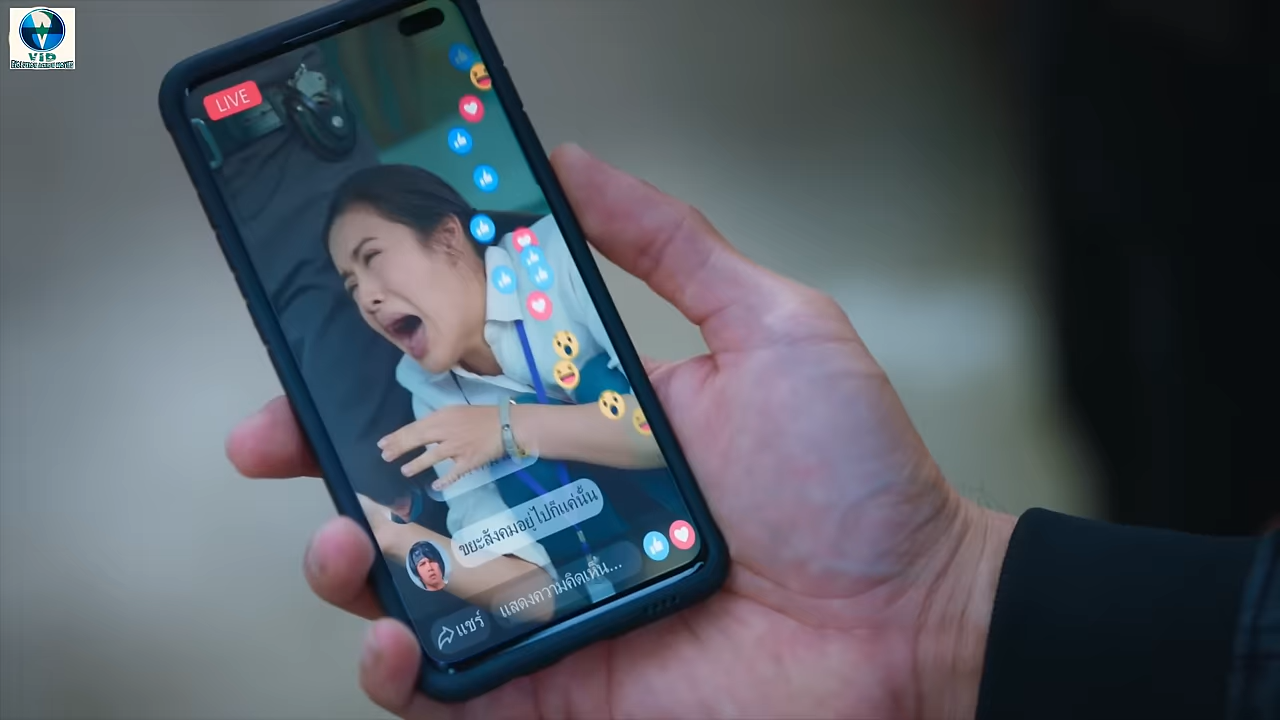 ViD
LIVE
ขยะสังคมอยู่ไปก็แค่นั้น
แสดงความคิดเห็น...
แชร์